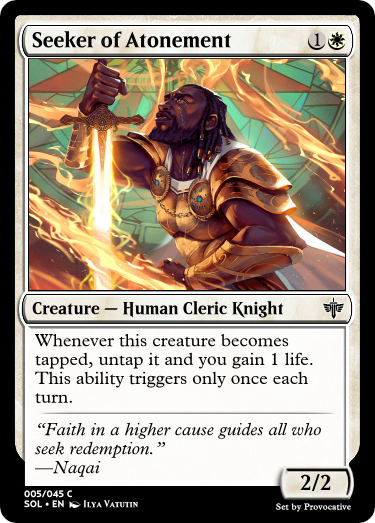 Seeker of Atonement 1
Creature — Human Cleric Knight
Whenever this creature becomes
tapped, untap it and you gain 1 life.
This ability triggers only once each
turn.
“Faith in a higher cause guides all who
seek redemption.”
—Naqai
2/2
005/045 C
SOL • EN Ilya Vatutin
Set by Provocative